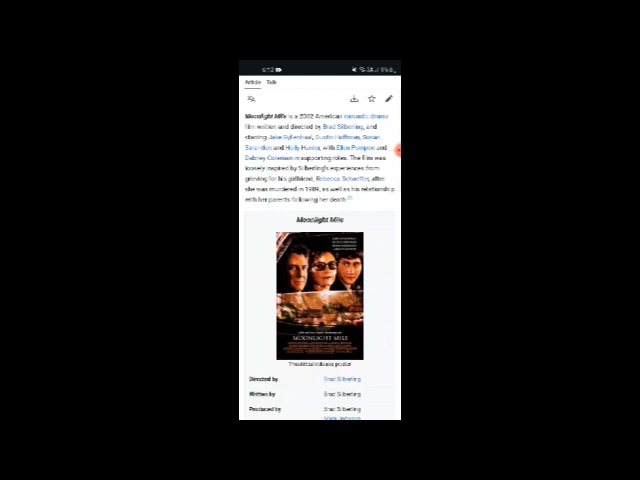 Article Talk
Moonlight Mile is a 2002 American romantic drama
film written and directed by Brad Silberling, and
starring Jake Gyllenhaal, Dustin Hoffman, Susan
Sarandon and Holly Hunter, with Ellen Pompeo and
Dabney Coleman in supporting roles. The film was
loosely inspired by Silberling's experiences from
grieving for his girlfriend, Rebecca Schaeffer, after
she was murdered in 1989, as well as his relationship
with her parents following her death.
Moonlight Mile
MOONLIGHT MILE
Theatrical release poster
Directed by Brad Silberling
Written by Brad Silberling
Produced by Brad Silberling